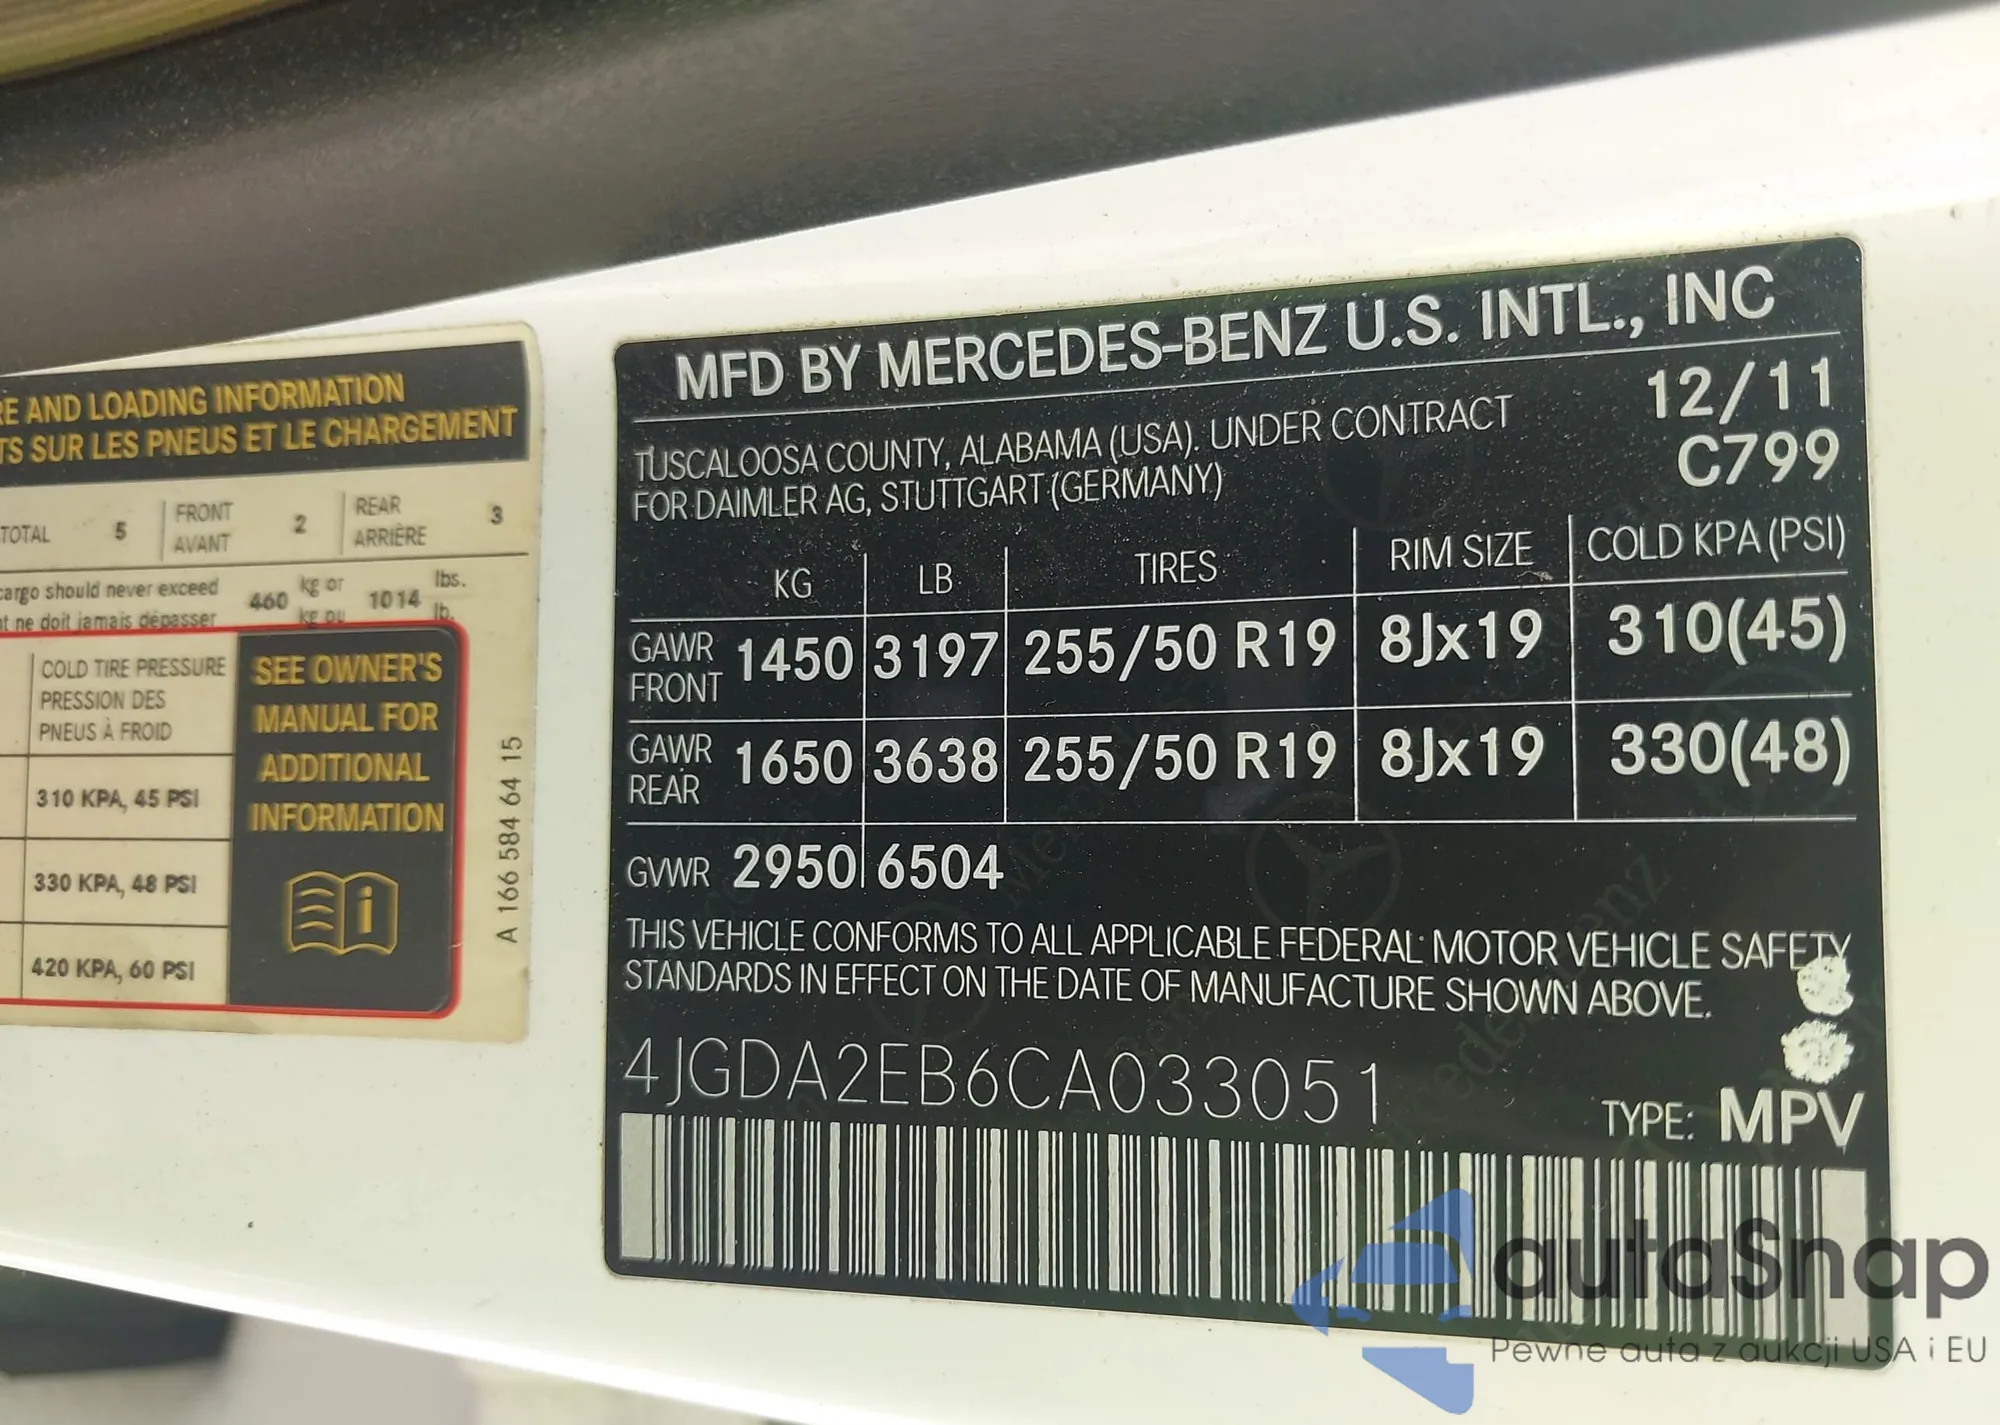 RE AND LOADING INFORMATION
TS SUR LES PNEUS ET LE CHARGEMENT
TOTAL 5 FRONT AVANT 2 REAR ARRIÈRE 3
cargo should never exceed 460 kg or 1014 lbs.
nt ne doit jamais dépasser kg ou lb.
COLD TIRE PRESSURE
PRESSION DES
PNEUS À FROID
310 KPA, 45 PSI
330 KPA, 48 PSI
420 KPA, 60 PSI
SEE OWNER'S
MANUAL FOR
ADDITIONAL
INFORMATION
A 166 584 64 15
MFD BY MERCEDES-BENZ U.S. INTL., INC
12/11
TUSCALOOSA COUNTY, ALABAMA (USA). UNDER CONTRACT
C799
FOR DAIMLER AG, STUTTGART (GERMANY)
KG LB TIRES RIM SIZE COLD KPA (PSI)
GAWR FRONT 1450 3197 255/50 R19 8Jx19 310(45)
GAWR REAR 1650 3638 255/50 R19 8Jx19 330(48)
GVWR 2950 6504
THIS VEHICLE CONFORMS TO ALL APPLICABLE FEDERAL MOTOR VEHICLE SAFETY
STANDARDS IN EFFECT ON THE DATE OF MANUFACTURE SHOWN ABOVE.
4JGDA2EB6CA033051
TYPE: MPV
autaSnap
Pewne auta z aukcji USA i EU